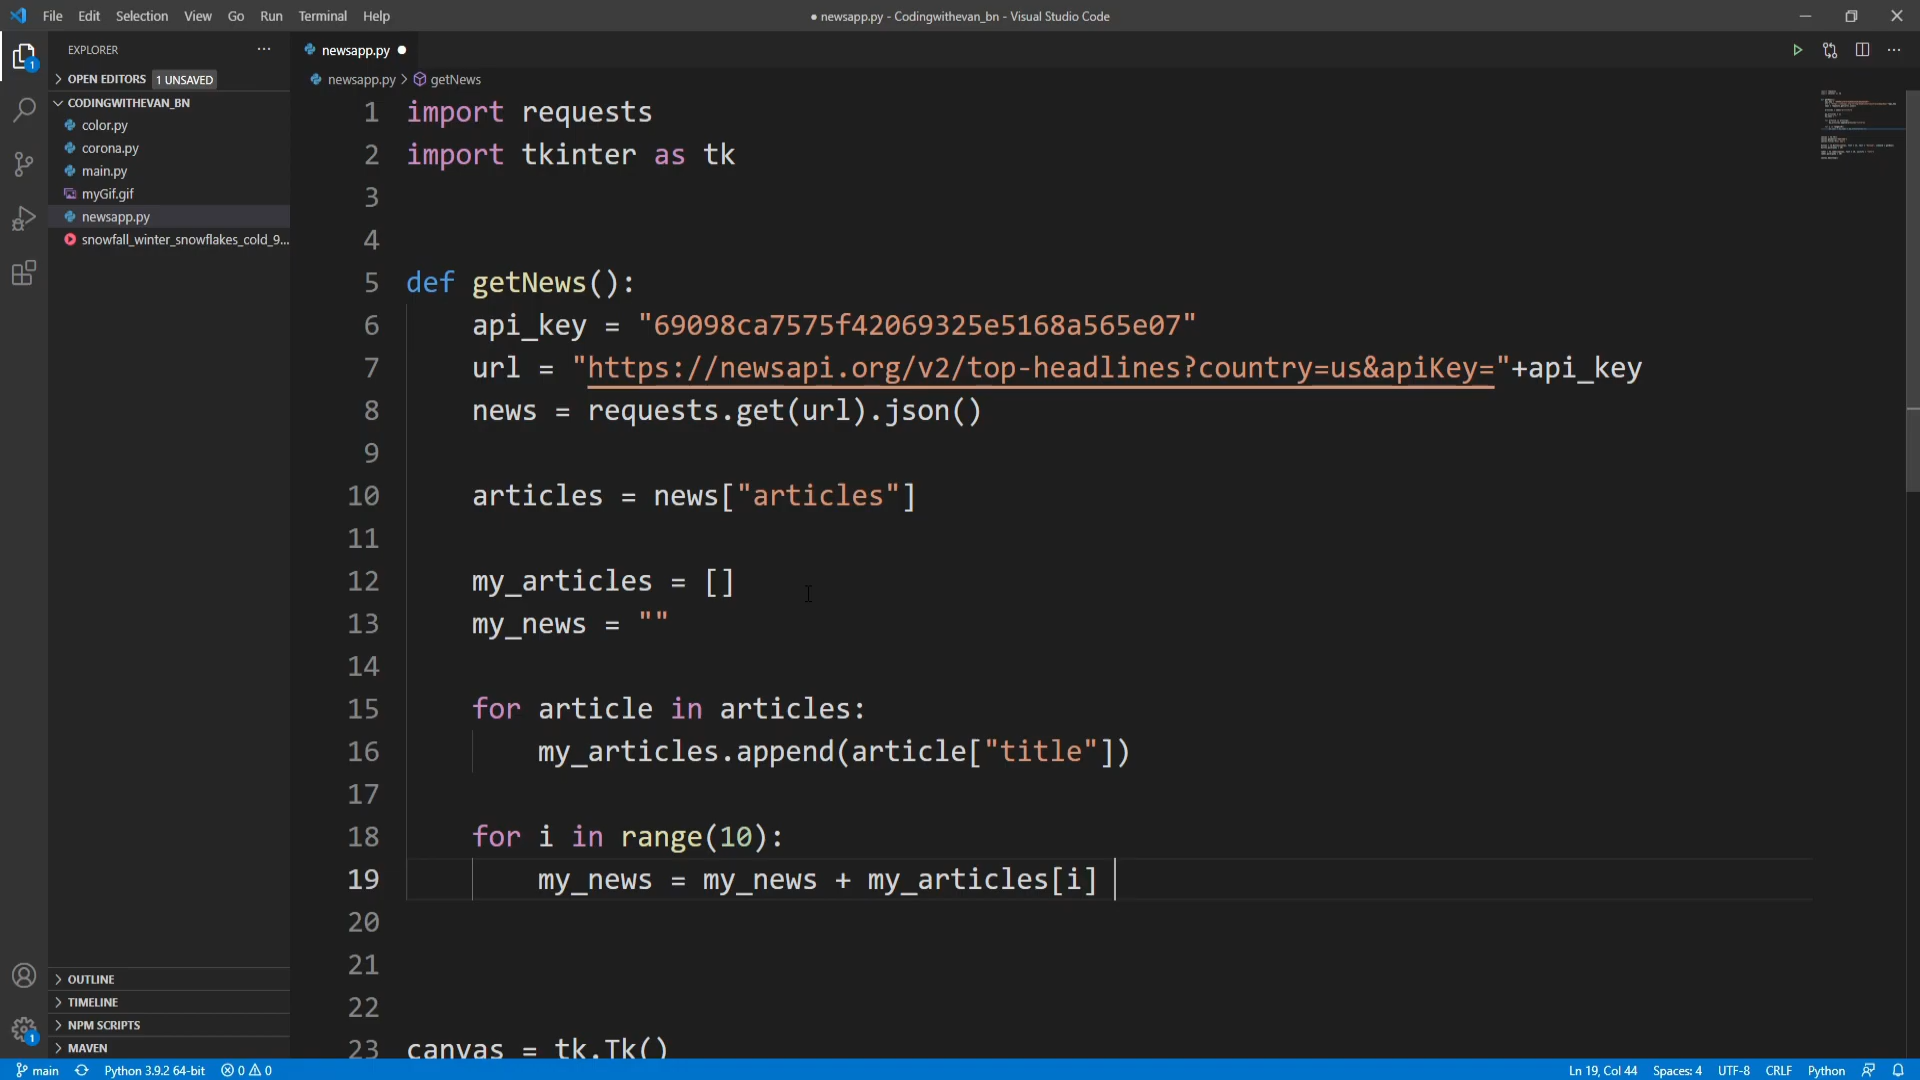 File Edit Selection View Go Run Terminal Help
● newsapp.py - Codingwithevan_bn - Visual Studio Code
EXPLORER
OPEN EDITORS 1 UNSAVED
CODINGWITHEVAN_BN
color.py
corona.py
main.py
myGif.gif
newsapp.py
snowfall_winter_snowflakes_cold_9...
OUTLINE
TIMELINE
NPM SCRIPTS
MAVEN
newsapp.py ●
newsapp.py > getNews
1 import requests
2 import tkinter as tk
3
4
5 def getNews():
6 api_key = "69098ca7575f42069325e5168a565e07"
7 url = "https://newsapi.org/v2/top-headlines?country=us&apiKey="+api_key
8 news = requests.get(url).json()
9
10 articles = news["articles"]
11
12 my_articles = []
13 my_news = ""
14
15 for article in articles:
16 my_articles.append(article["title"])
17
18 for i in range(10):
19 my_news = my_news + my_articles[i]
20
21
22
23 canvas = tk.Tk()
1
1
main Python 3.9.2 64-bit 0 0 Ln 19, Col 44 Spaces: 4 UTF-8 CRLF Python